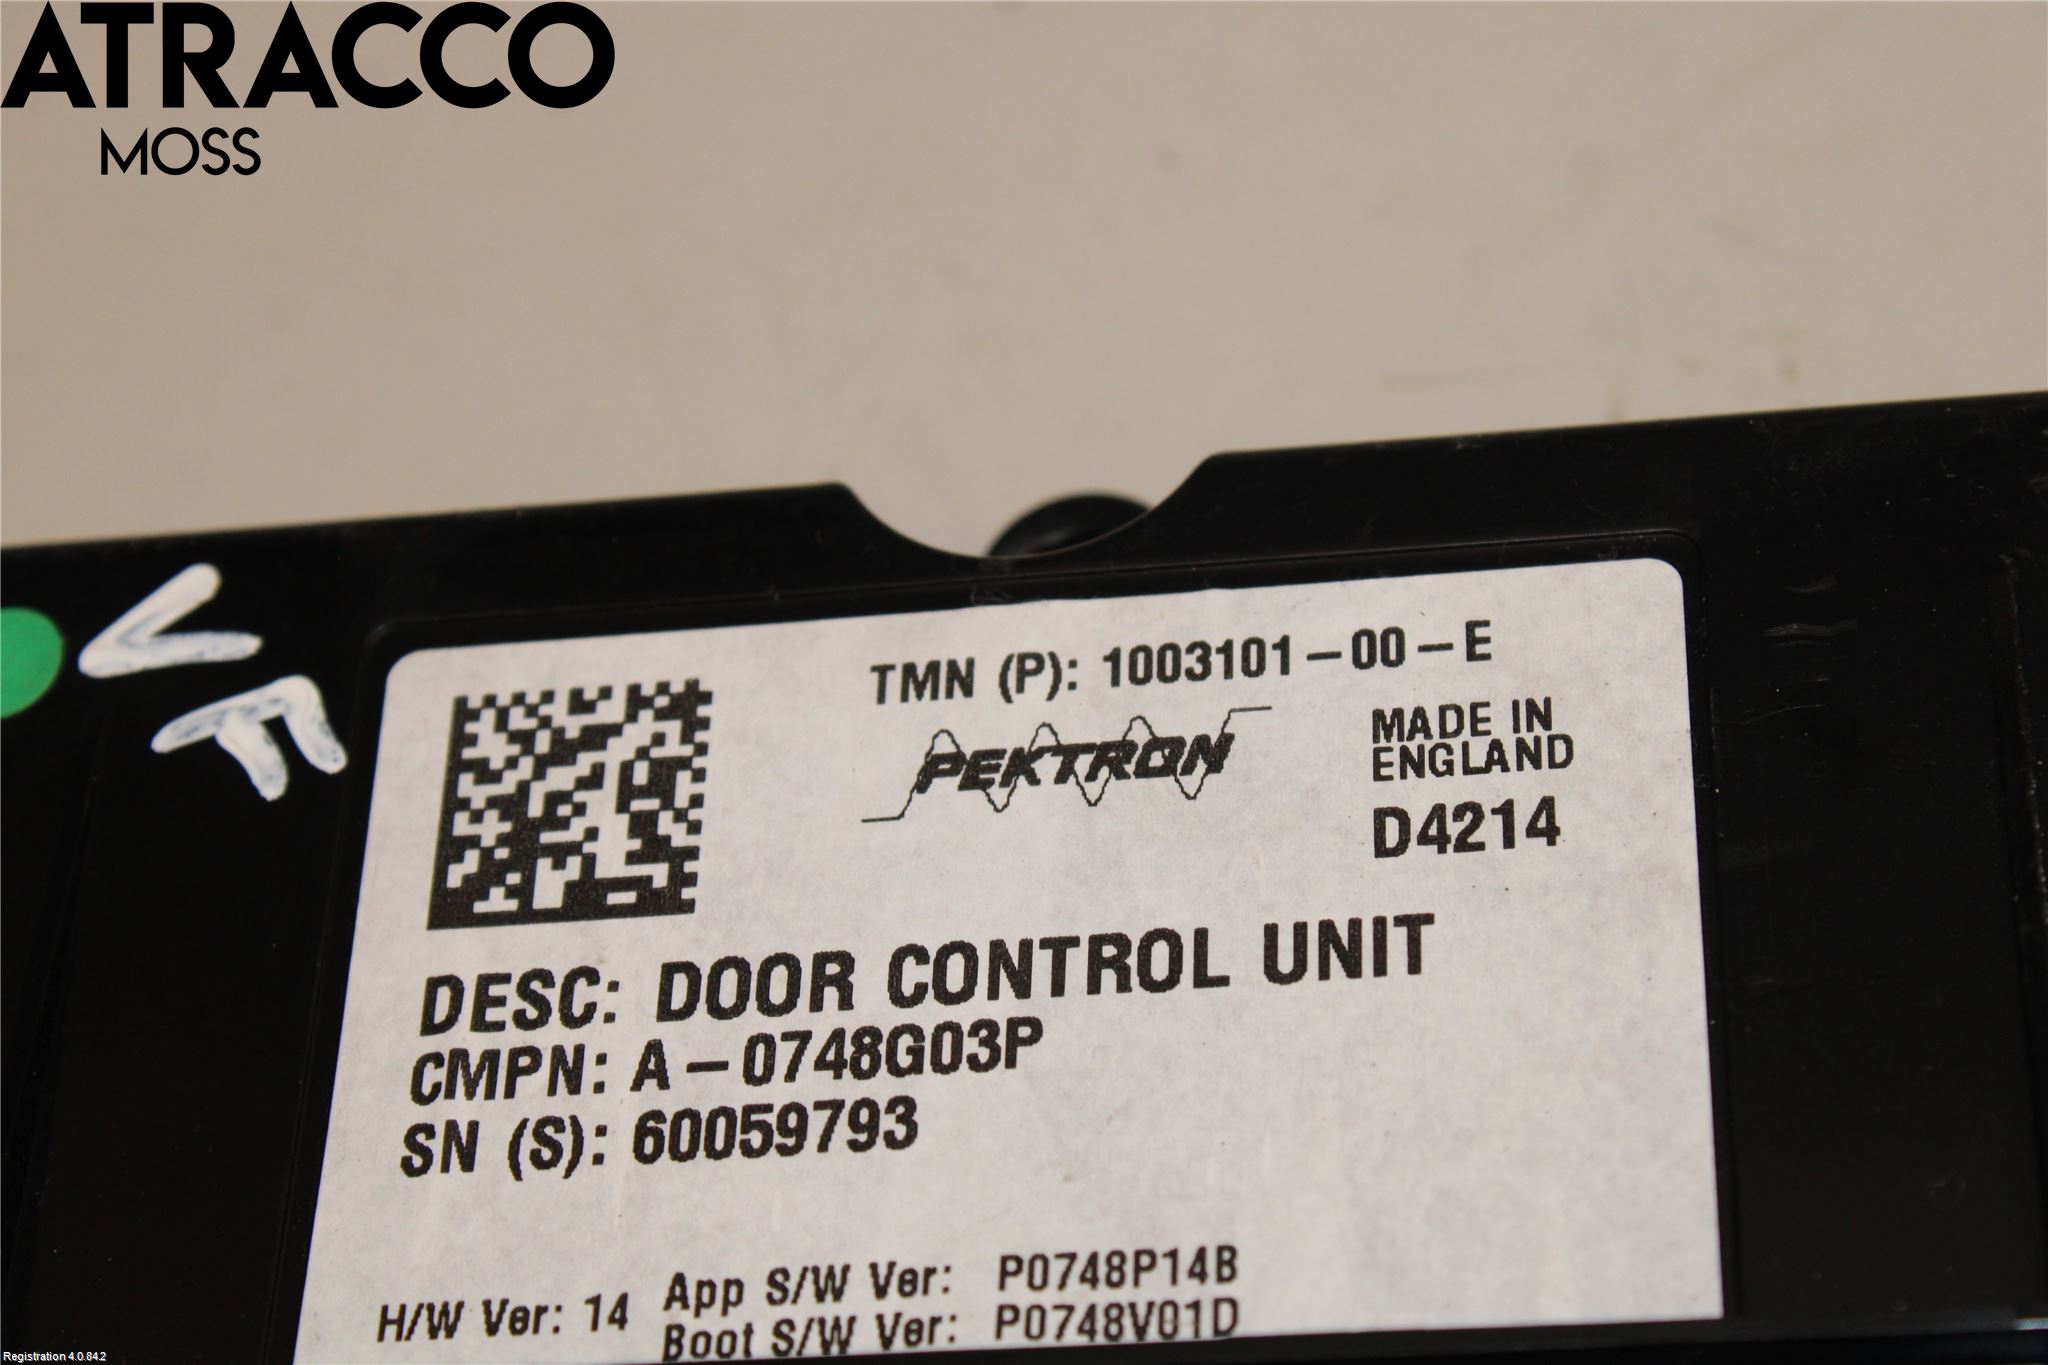 ATRACCO
MOSS
VF
TMN (P): 1003101-00-E
PEKTRON
MADE IN
ENGLAND
D4214
DESC: DOOR CONTROL UNIT
CMPN: A-0748G03P
SN (S): 60059793
H/W Ver: 14
App S/W Ver: P0748P14B
Boot S/W Ver: P0748V01D
Registration 4.0.84.2